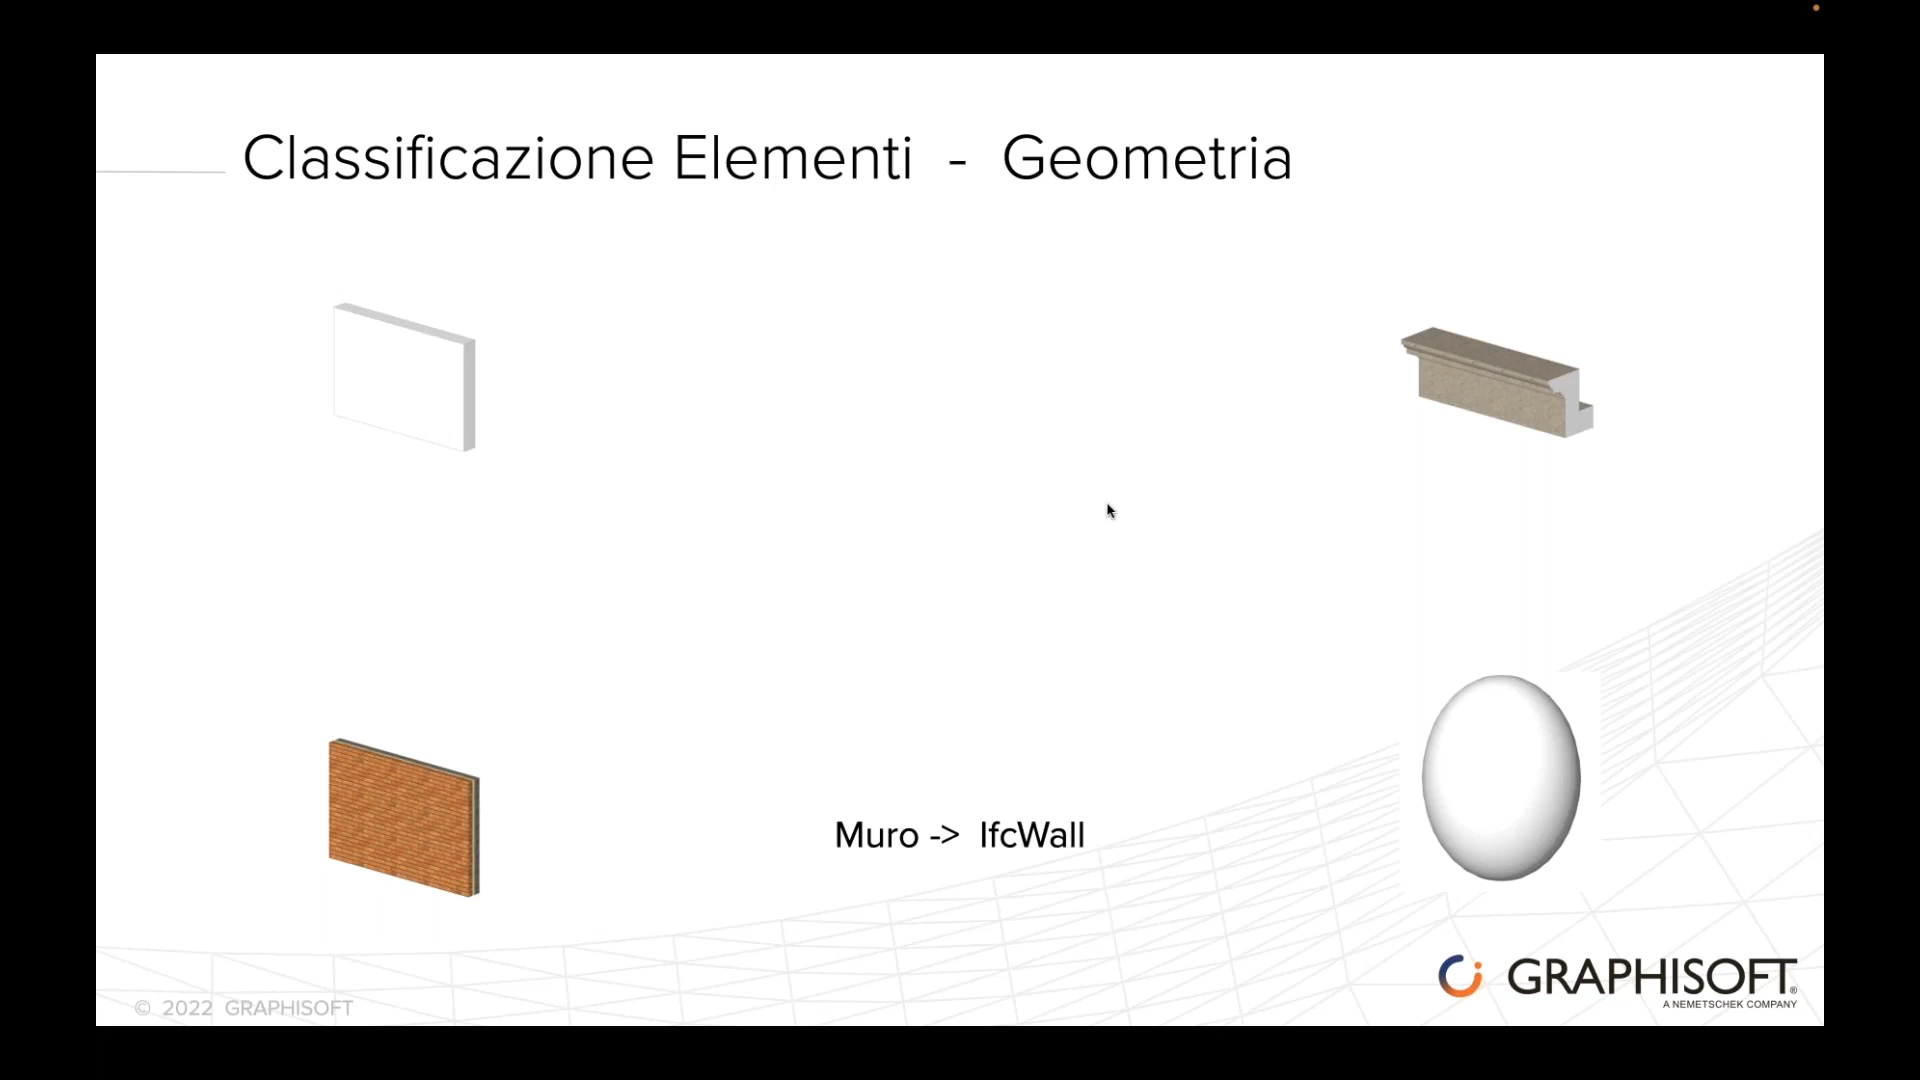 Classificazione Elementi - Geometria
Muro -> IfcWall
GRAPHISOFT®
A NEMETSCHEK COMPANY
© 2022 GRAPHISOFT